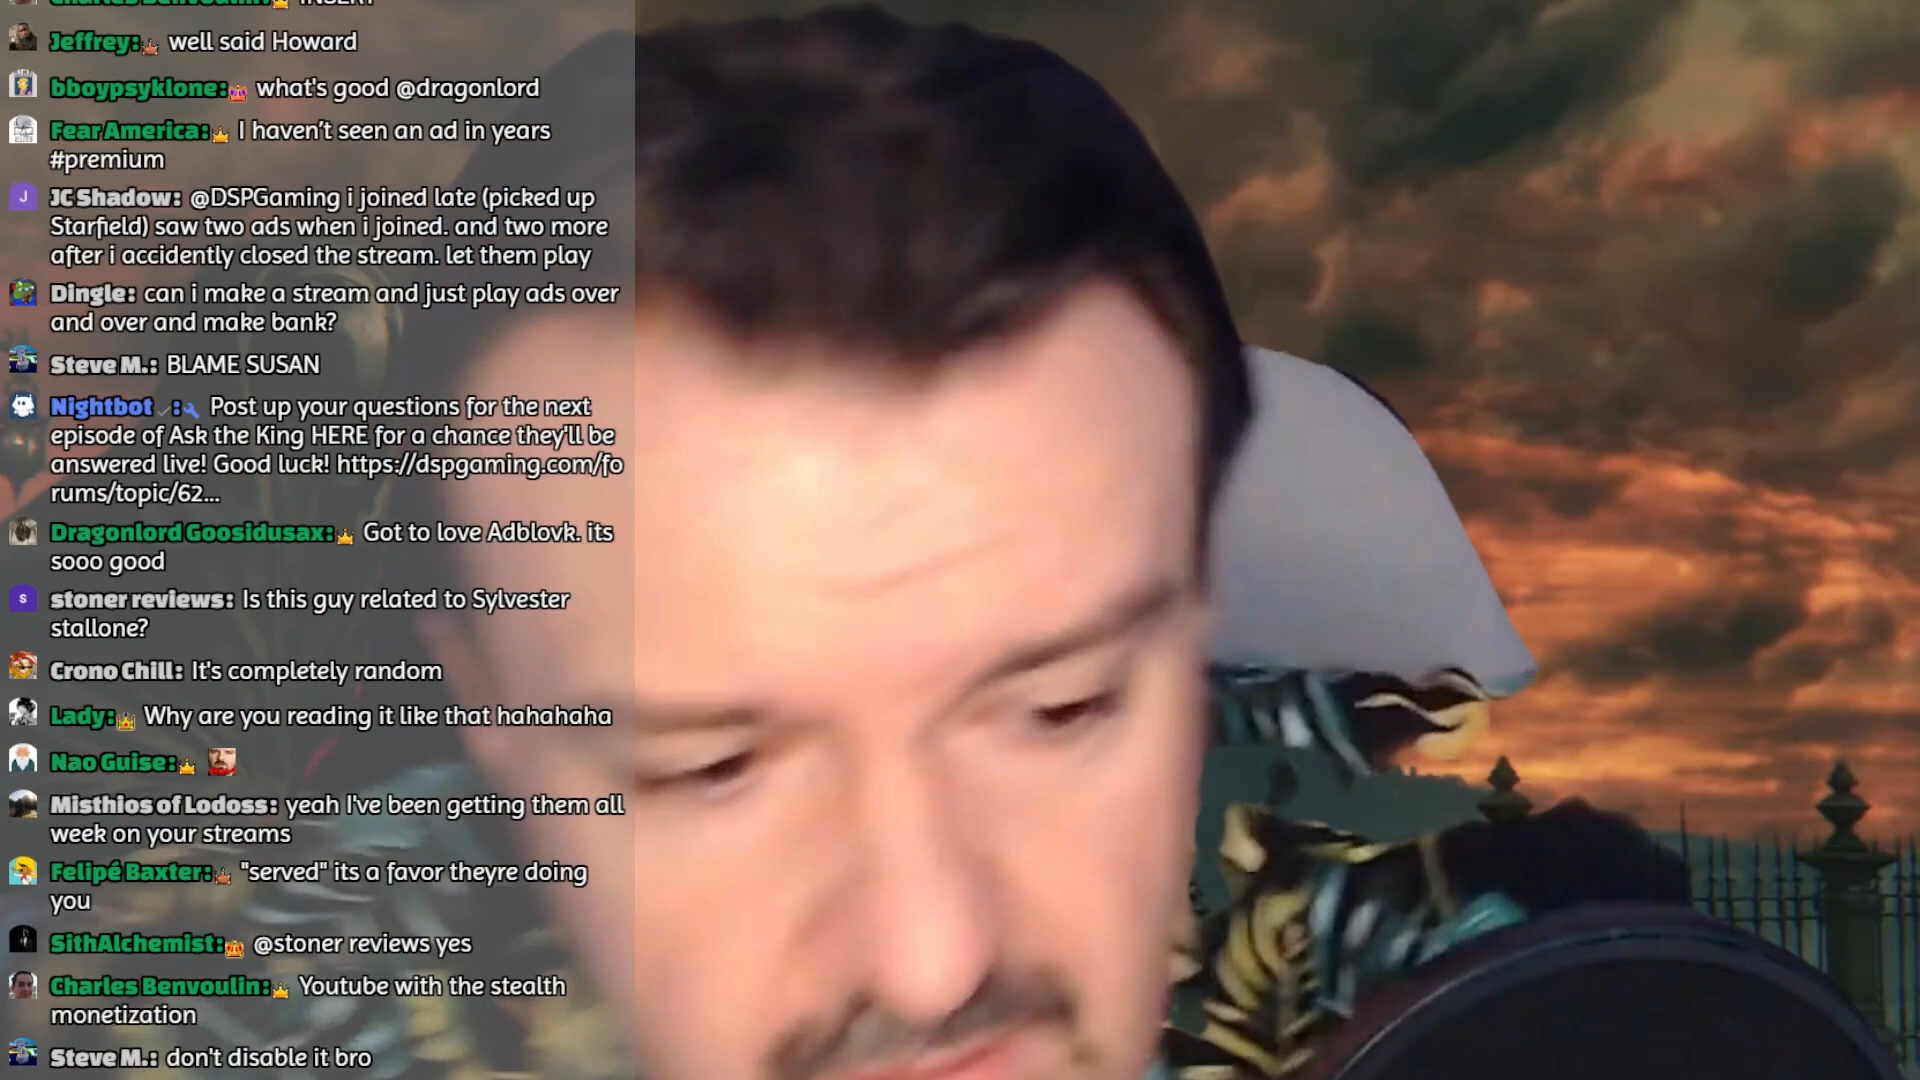 Charles Benvoulin: INSERT
Jeffrey: well said Howard
bboypsyklone: what's good @dragonlord
Fear America: I haven't seen an ad in years
#premium
J
JC Shadow: @DSPGaming i joined late (picked up
Starfield) saw two ads when i joined. and two more
after i accidently closed the stream. let them play
Dingle: can i make a stream and just play ads over
and over and make bank?
Steve M.: BLAME SUSAN
Nightbot: Post up your questions for the next
episode of Ask the King HERE for a chance they'll be
answered live! Good luck! https://dspgaming.com/fo
rums/topic/62...
Dragonlord Goosidusax: Got to love Adblovk. its
sooo good
s
stoner reviews: Is this guy related to Sylvester
stallone?
Crono Chill: It's completely random
Lady: Why are you reading it like that hahahaha
Nao Guise:
Misthios of Lodoss: yeah I've been getting them all
week on your streams
Felipé Baxter: "served" its a favor theyre doing
you
SithAlchemist: @stoner reviews yes
Charles Benvoulin: Youtube with the stealth
monetization
Steve M.: don't disable it bro